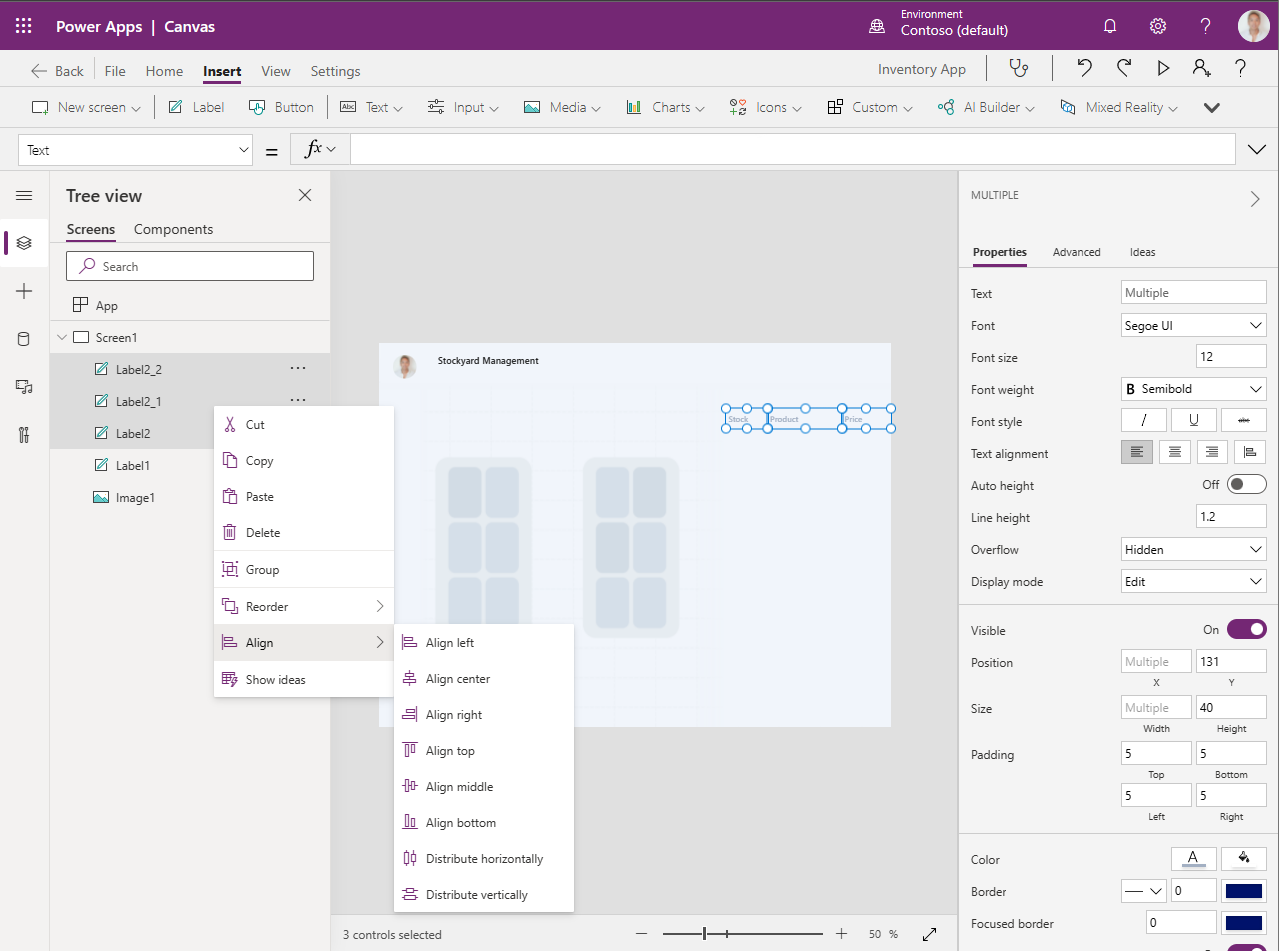 Power Apps | Canvas
Environment
Contoso (default)
Back
File
Home
Insert
View
Settings
Inventory App
New screen
Label
Button
Abc
Text
Input
Media
Charts
Icons
Custom
AI Builder
Mixed Reality
Text
=
fx
Tree view
Screens
Components
Search
App
Screen1
Label2_2
Label2_1
Label2
Label1
Image1
Cut
Copy
Paste
Delete
Group
Reorder
Align
Show ideas
Align left
Align center
Align right
Align top
Align middle
Align bottom
Distribute horizontally
Distribute vertically
Stockyard Management
Stock
Product
Price
3 controls selected
50 %
MULTIPLE
Properties
Advanced
Ideas
Text
Multiple
Font
Segoe UI
Font size
12
Font weight
B Semibold
Font style
/
U
abc
Text alignment
Auto height
Off
Line height
1.2
Overflow
Hidden
Display mode
Edit
Visible
On
Position
Multiple
131
X
Y
Size
Multiple
40
Width
Height
Padding
5
5
Top
Bottom
5
5
Left
Right
Color
A
Border
0
Focused border
0